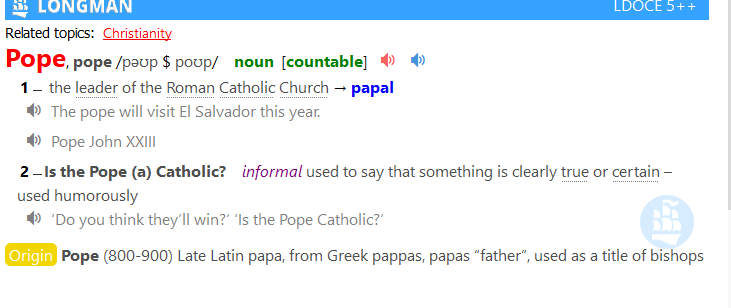 LONGMAN LDOCE 5++
Related topics: Christianity
Pope, pope /pəʊp $ poʊp/ noun [countable]
1 – the leader of the Roman Catholic Church → papal
The pope will visit El Salvador this year.
Pope John XXIII
2 – Is the Pope (a) Catholic? informal used to say that something is clearly true or certain –
used humorously
‘Do you think they’ll win?’ ‘Is the Pope Catholic?’
Origin Pope (800-900) Late Latin papa, from Greek pappas, papas “father”, used as a title of bishops